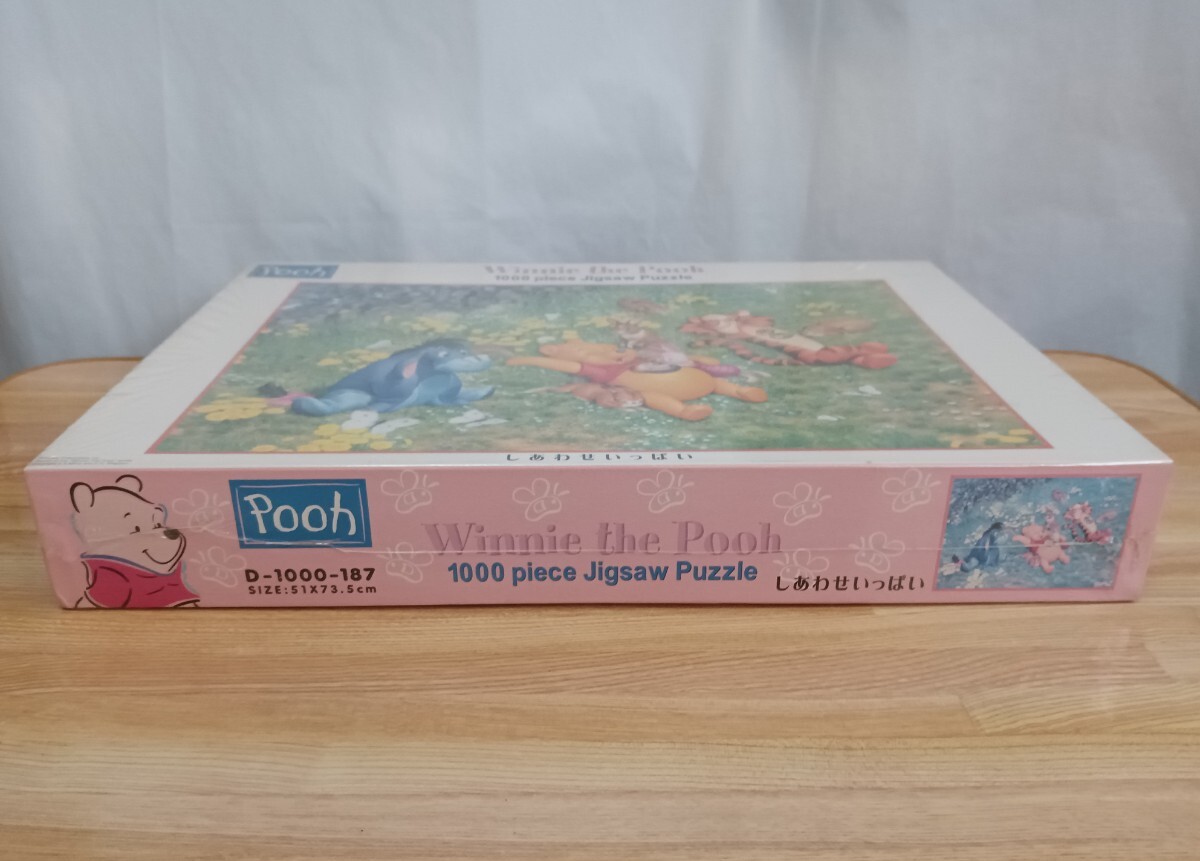 Pooh
Winnie the Pooh
1000 piece Jigsaw Puzzle
しあわせいっぱい
Pooh
D-1000-187
SIZE:51X73.5cm
Winnie the Pooh
1000 piece Jigsaw Puzzle
しあわせいっぱい